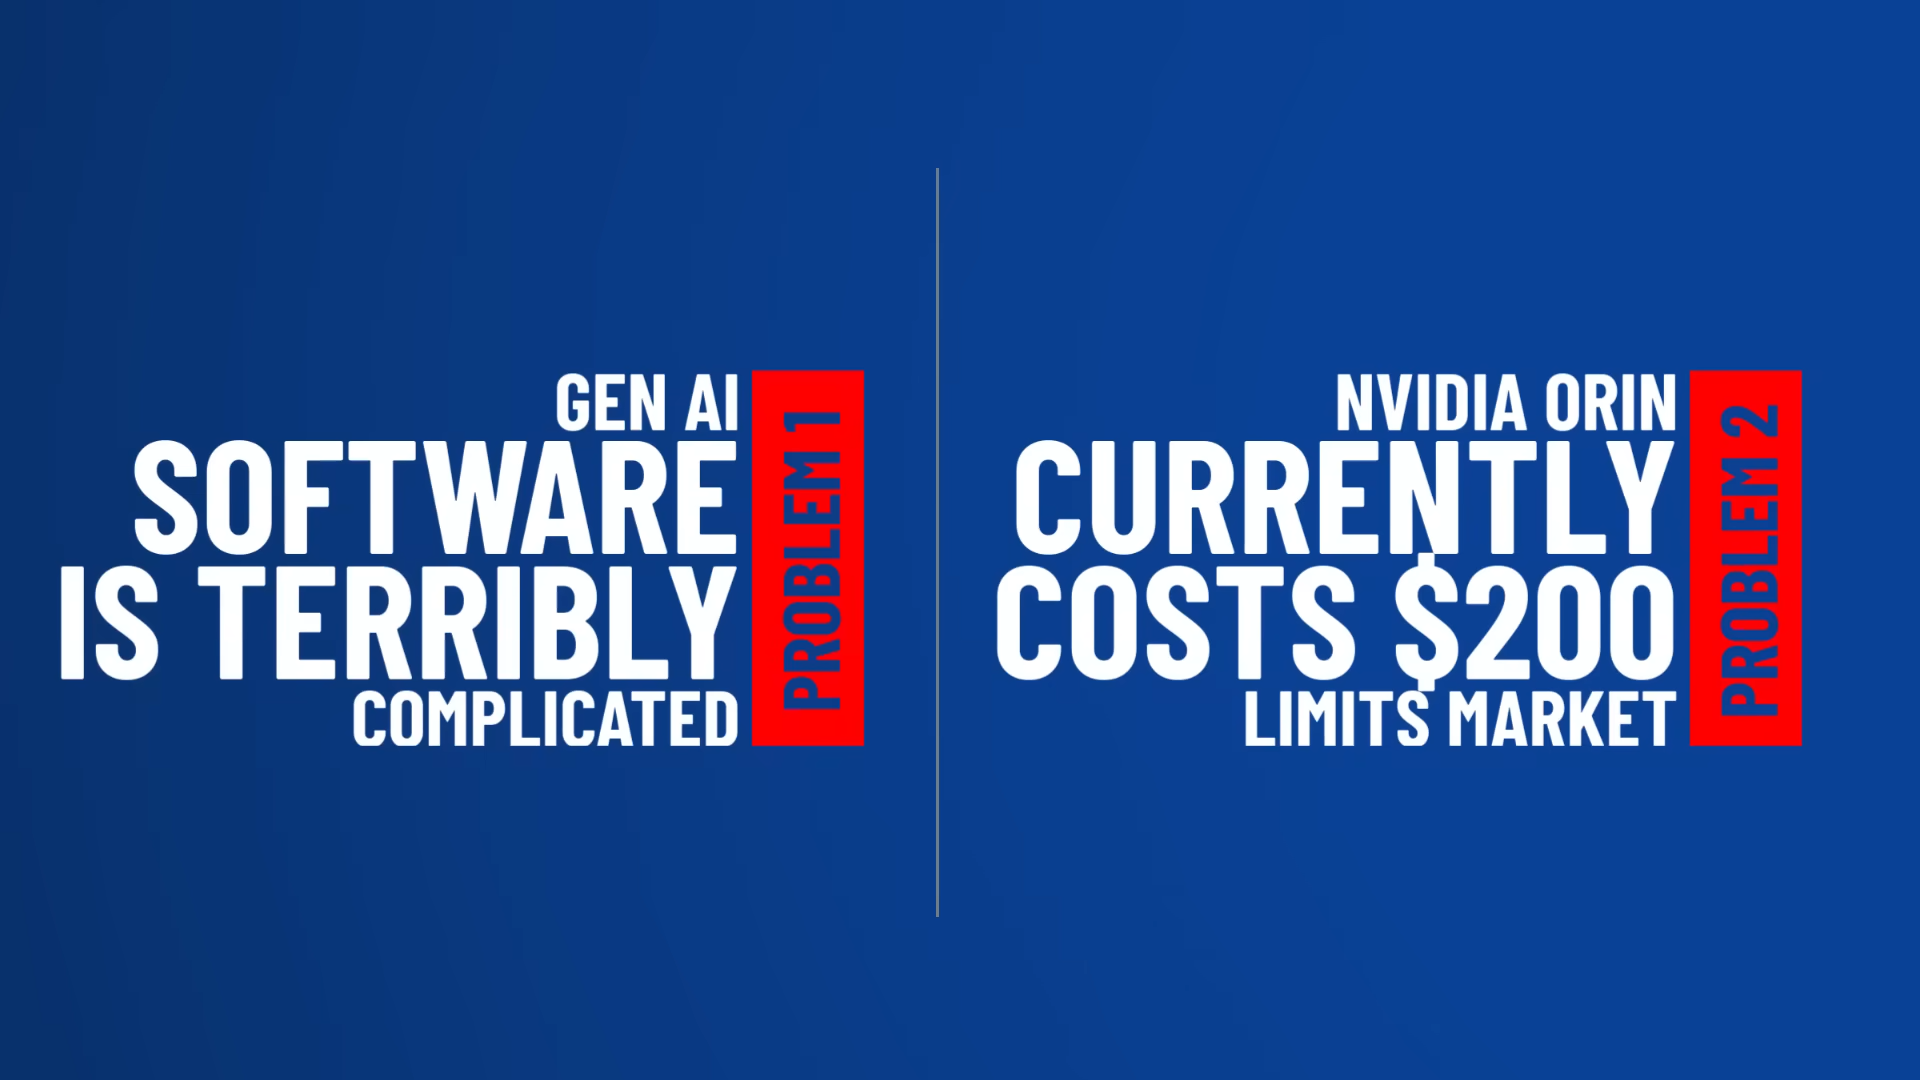 GEN AI
SOFTWARE
IS TERRIBLY
COMPLICATED
PROBLEM 1
NVIDIA ORIN
CURRENTLY
COSTS $200
LIMITS MARKET
PROBLEM 2